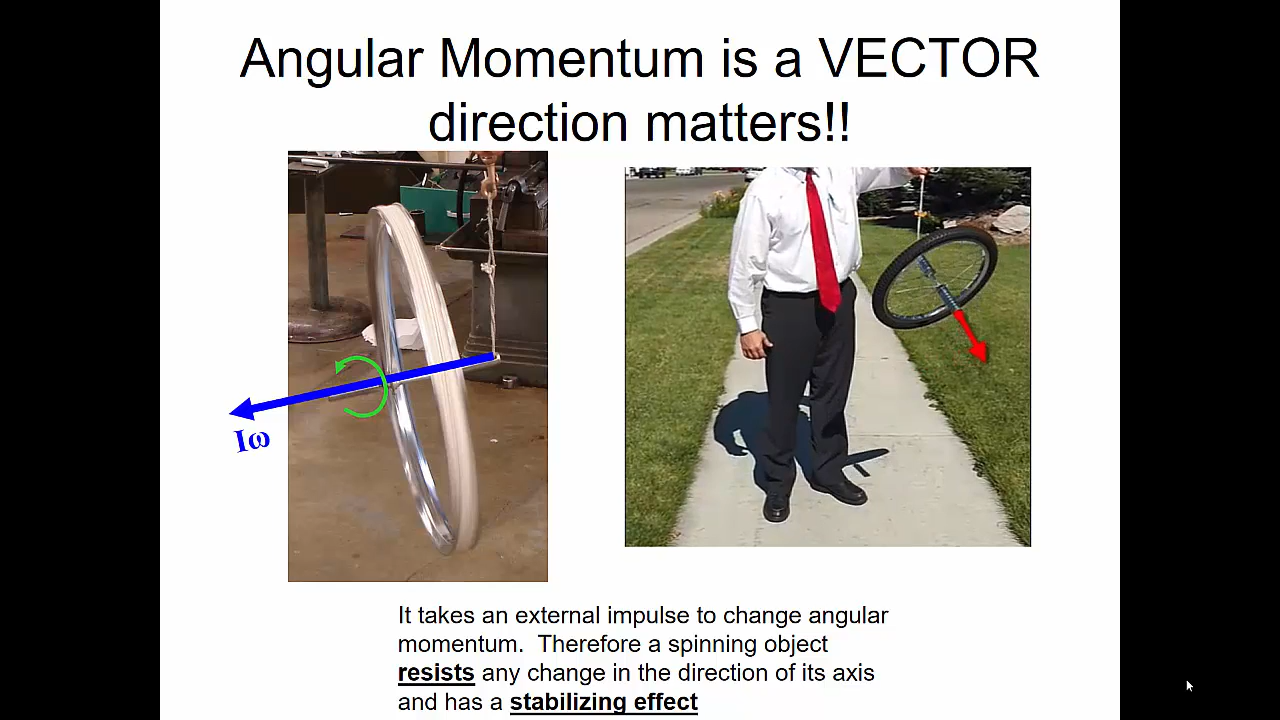 Angular Momentum is a VECTOR
direction matters!!
Iω
It takes an external impulse to change angular
momentum.  Therefore a spinning object
resists any change in the direction of its axis
and has a stabilizing effect